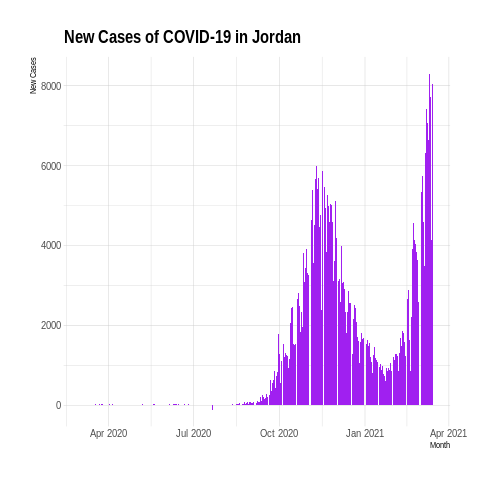 New Cases of COVID-19 in Jordan
New Cases
8000
6000
4000
2000
0
Apr 2020
Jul 2020
Oct 2020
Jan 2021
Apr 2021
Month